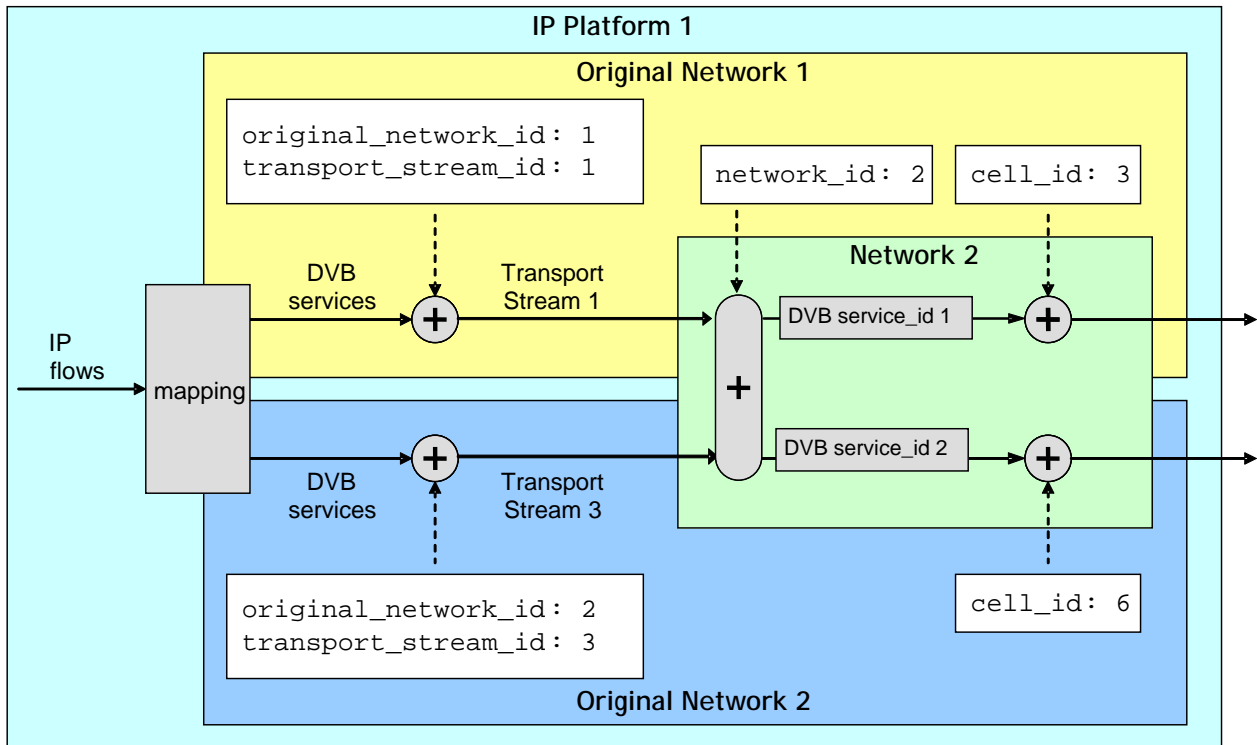 IP Platform 1
Original Network 1
original_network_id: 1
transport_stream_id: 1
network_id: 2
cell_id: 3
Network 2
DVB
services
Transport
Stream 1
DVB service_id 1
IP
flows
mapping
+
+
+
DVB service_id 2
+
+
DVB
services
Transport
Stream 3
original_network_id: 2
transport_stream_id: 3
cell_id: 6
Original Network 2